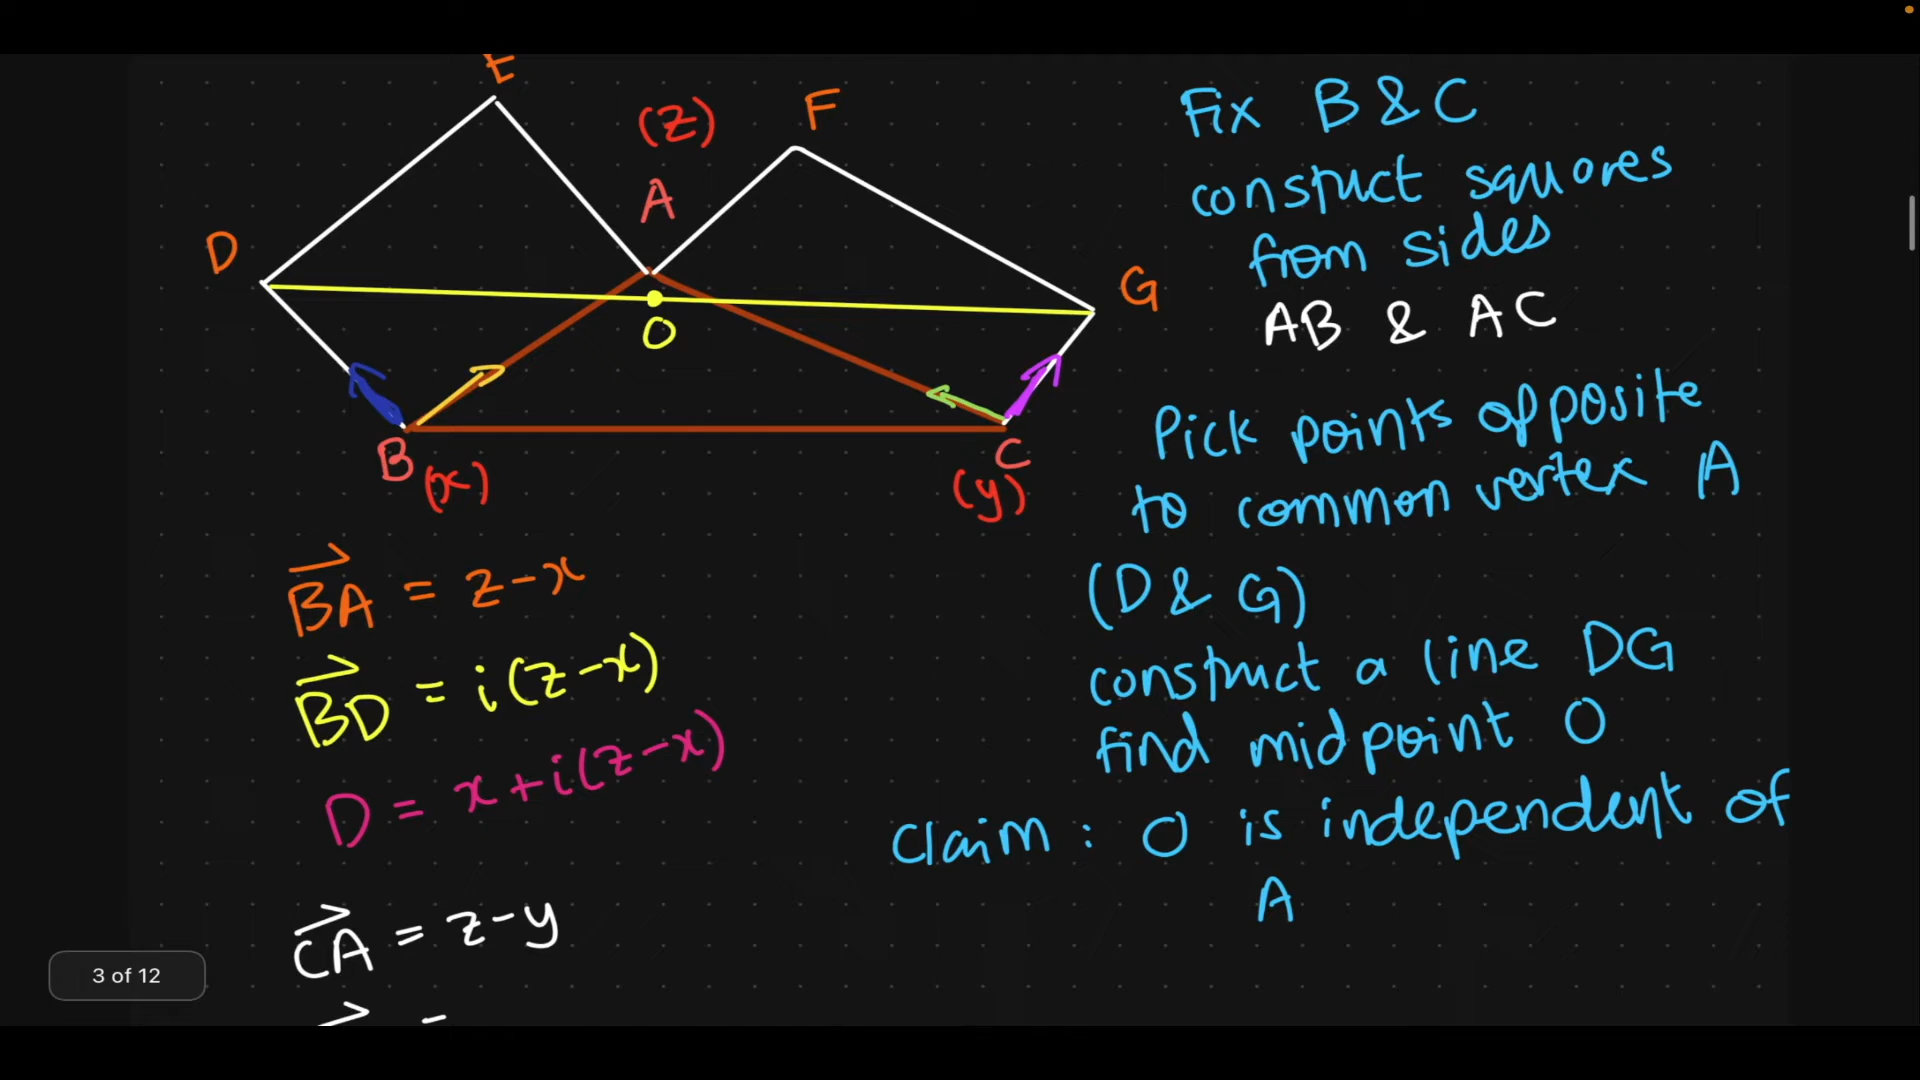 E
(z)
F
A
D
G
O
B
(x)
C
(y)
Fix B & C
constuct squares
from sides
AB & AC
Pick points opposite
to common vertex A
(D & G)
construct a line DG
find midpoint O
Claim: O is independent of
A
BA = z-x
BD = i(z-x)
D = x+i(z-x)
CA = z-y
3 of 12